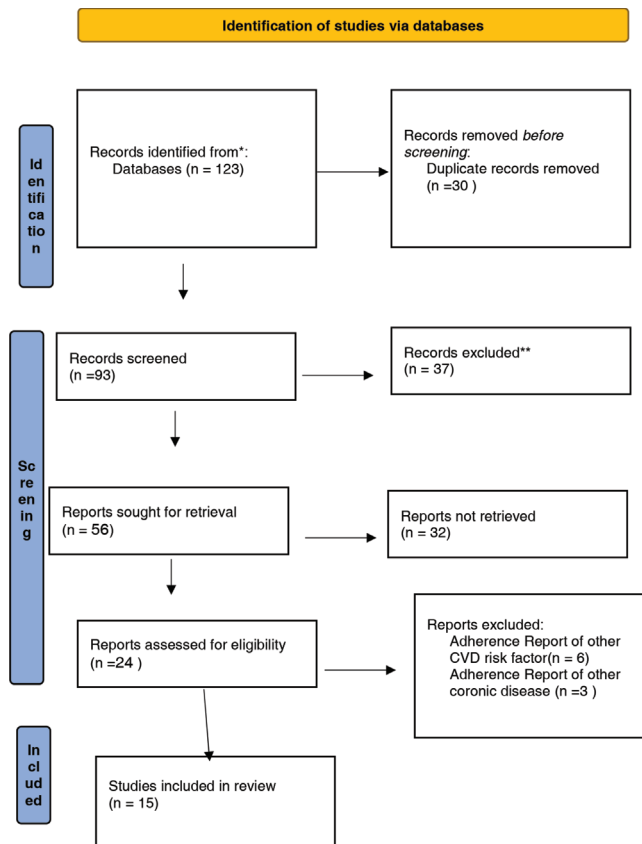 Identification of studies via databases
Id
entifi
ca
tio
n
Records identified from*:
Databases (n = 123)
Records removed before
screening:
Duplicate records removed
(n =30 )
Sc
re
en
in
g
Records screened
(n =93)
Records excluded**
(n = 37)
Reports sought for retrieval
(n = 56)
Reports not retrieved
(n = 32)
Reports assessed for eligibility
(n =24 )
Reports excluded:
Adherence Report of other
CVD risk factor(n = 6)
Adherence Report of other
coronic disease (n =3 )
In
cl
ud
ed
Studies included in review
(n = 15)